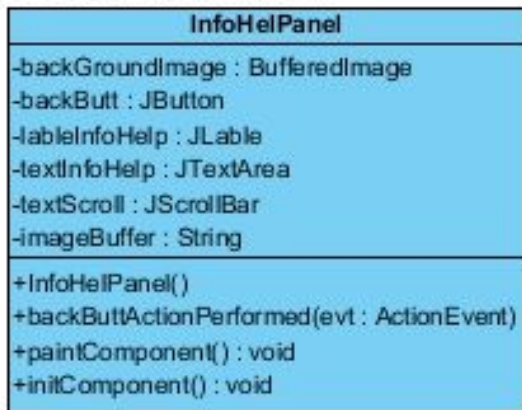 InfoHelPanel
-backGroundImage : BufferedImage
-backButt : JButton
-lableInfoHelp : JLable
-textInfoHelp : JTextArea
-textScroll : JScrollBar
-imageBuffer : String
+InfoHelPanel()
+backButtActionPerformed(evt : ActionEvent)
+paintComponent() : void
+initComponent() : void